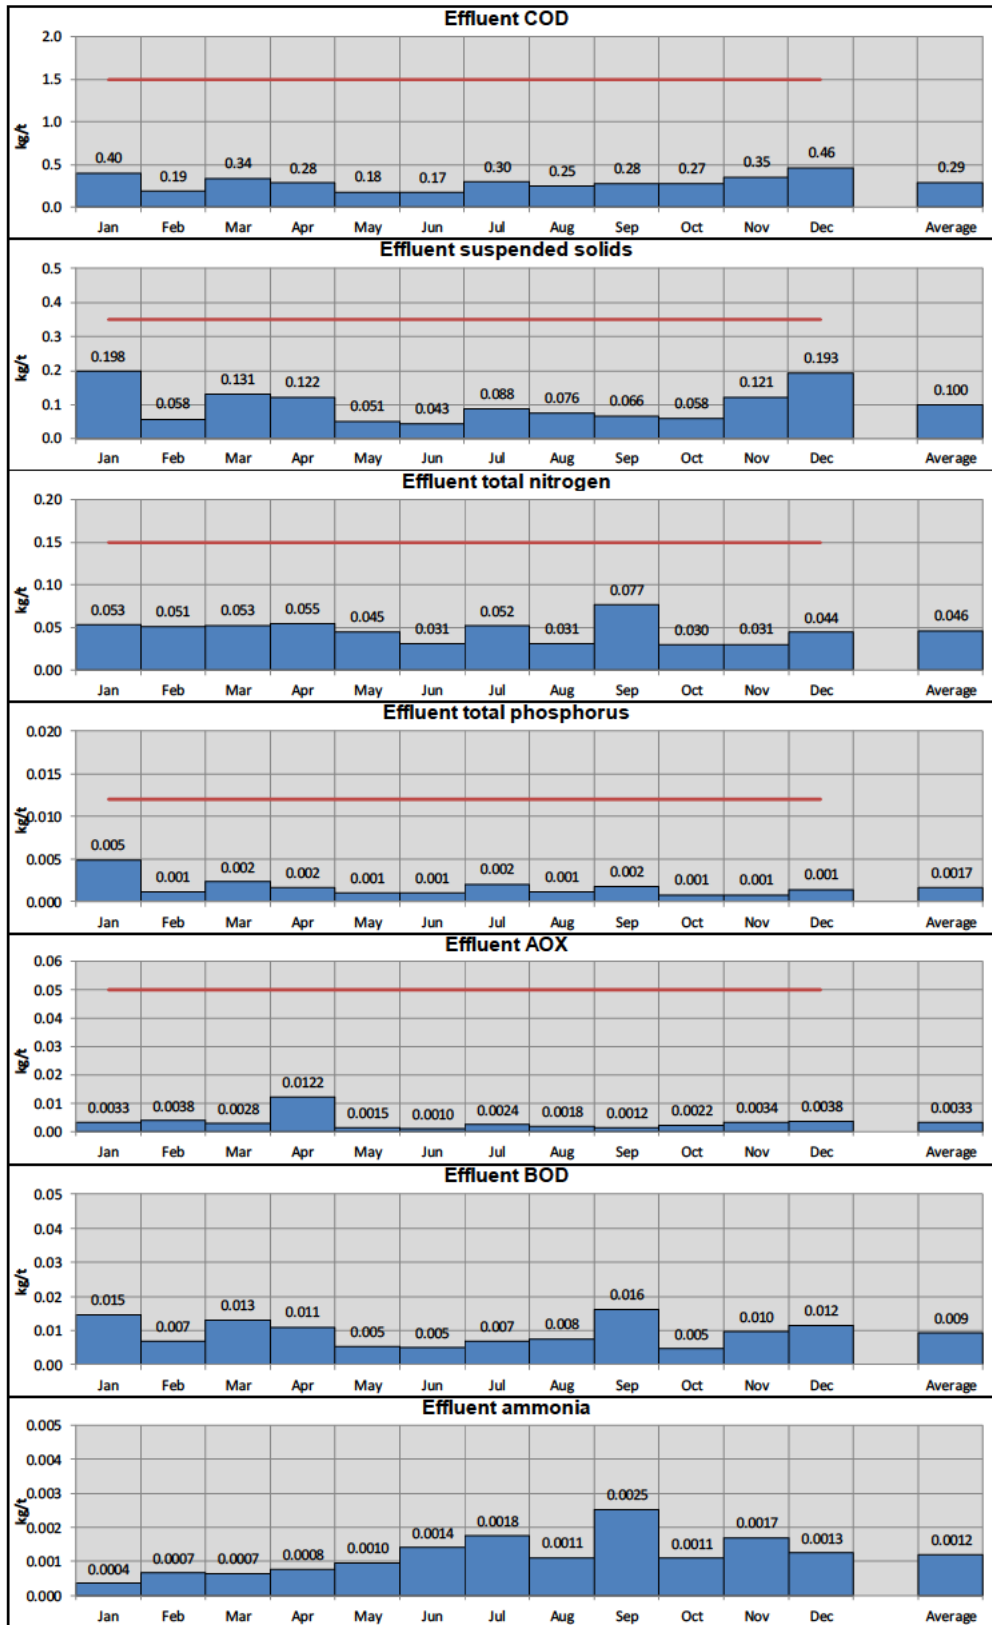 Effluent COD
2.0
1.5
1.0
0.5
0.0
kg/t
0.40 0.19 0.34 0.28 0.18 0.17 0.30 0.25 0.28 0.27 0.35 0.46 0.29
Jan Feb Mar Apr May Jun Jul Aug Sep Oct Nov Dec Average
Effluent suspended solids
0.5
0.4
0.3
0.2
0.1
0.0
kg/t
0.198 0.058 0.131 0.122 0.051 0.043 0.088 0.076 0.066 0.058 0.121 0.193 0.100
Jan Feb Mar Apr May Jun Jul Aug Sep Oct Nov Dec Average
Effluent total nitrogen
0.20
0.15
0.10
0.05
0.00
kg/t
0.053 0.051 0.053 0.055 0.045 0.031 0.052 0.031 0.077 0.030 0.031 0.044 0.046
Jan Feb Mar Apr May Jun Jul Aug Sep Oct Nov Dec Average
Effluent total phosphorus
0.020
0.015
0.010
0.005
0.000
kg/t
0.005 0.001 0.002 0.002 0.001 0.001 0.002 0.001 0.002 0.001 0.001 0.001 0.0017
Jan Feb Mar Apr May Jun Jul Aug Sep Oct Nov Dec Average
Effluent AOX
0.06
0.05
0.04
0.03
0.02
0.01
0.00
kg/t
0.0033 0.0038 0.0028 0.0122 0.0015 0.0010 0.0024 0.0018 0.0012 0.0022 0.0034 0.0038 0.0033
Jan Feb Mar Apr May Jun Jul Aug Sep Oct Nov Dec Average
Effluent BOD
0.05
0.04
0.03
0.02
0.01
0.00
kg/t
0.015 0.007 0.013 0.011 0.005 0.005 0.007 0.008 0.016 0.005 0.010 0.012 0.009
Jan Feb Mar Apr May Jun Jul Aug Sep Oct Nov Dec Average
Effluent ammonia
0.005
0.004
0.003
0.002
0.001
0.000
kg/t
0.0004 0.0007 0.0007 0.0008 0.0010 0.0014 0.0018 0.0011 0.0025 0.0011 0.0017 0.0013 0.0012
Jan Feb Mar Apr May Jun Jul Aug Sep Oct Nov Dec Average